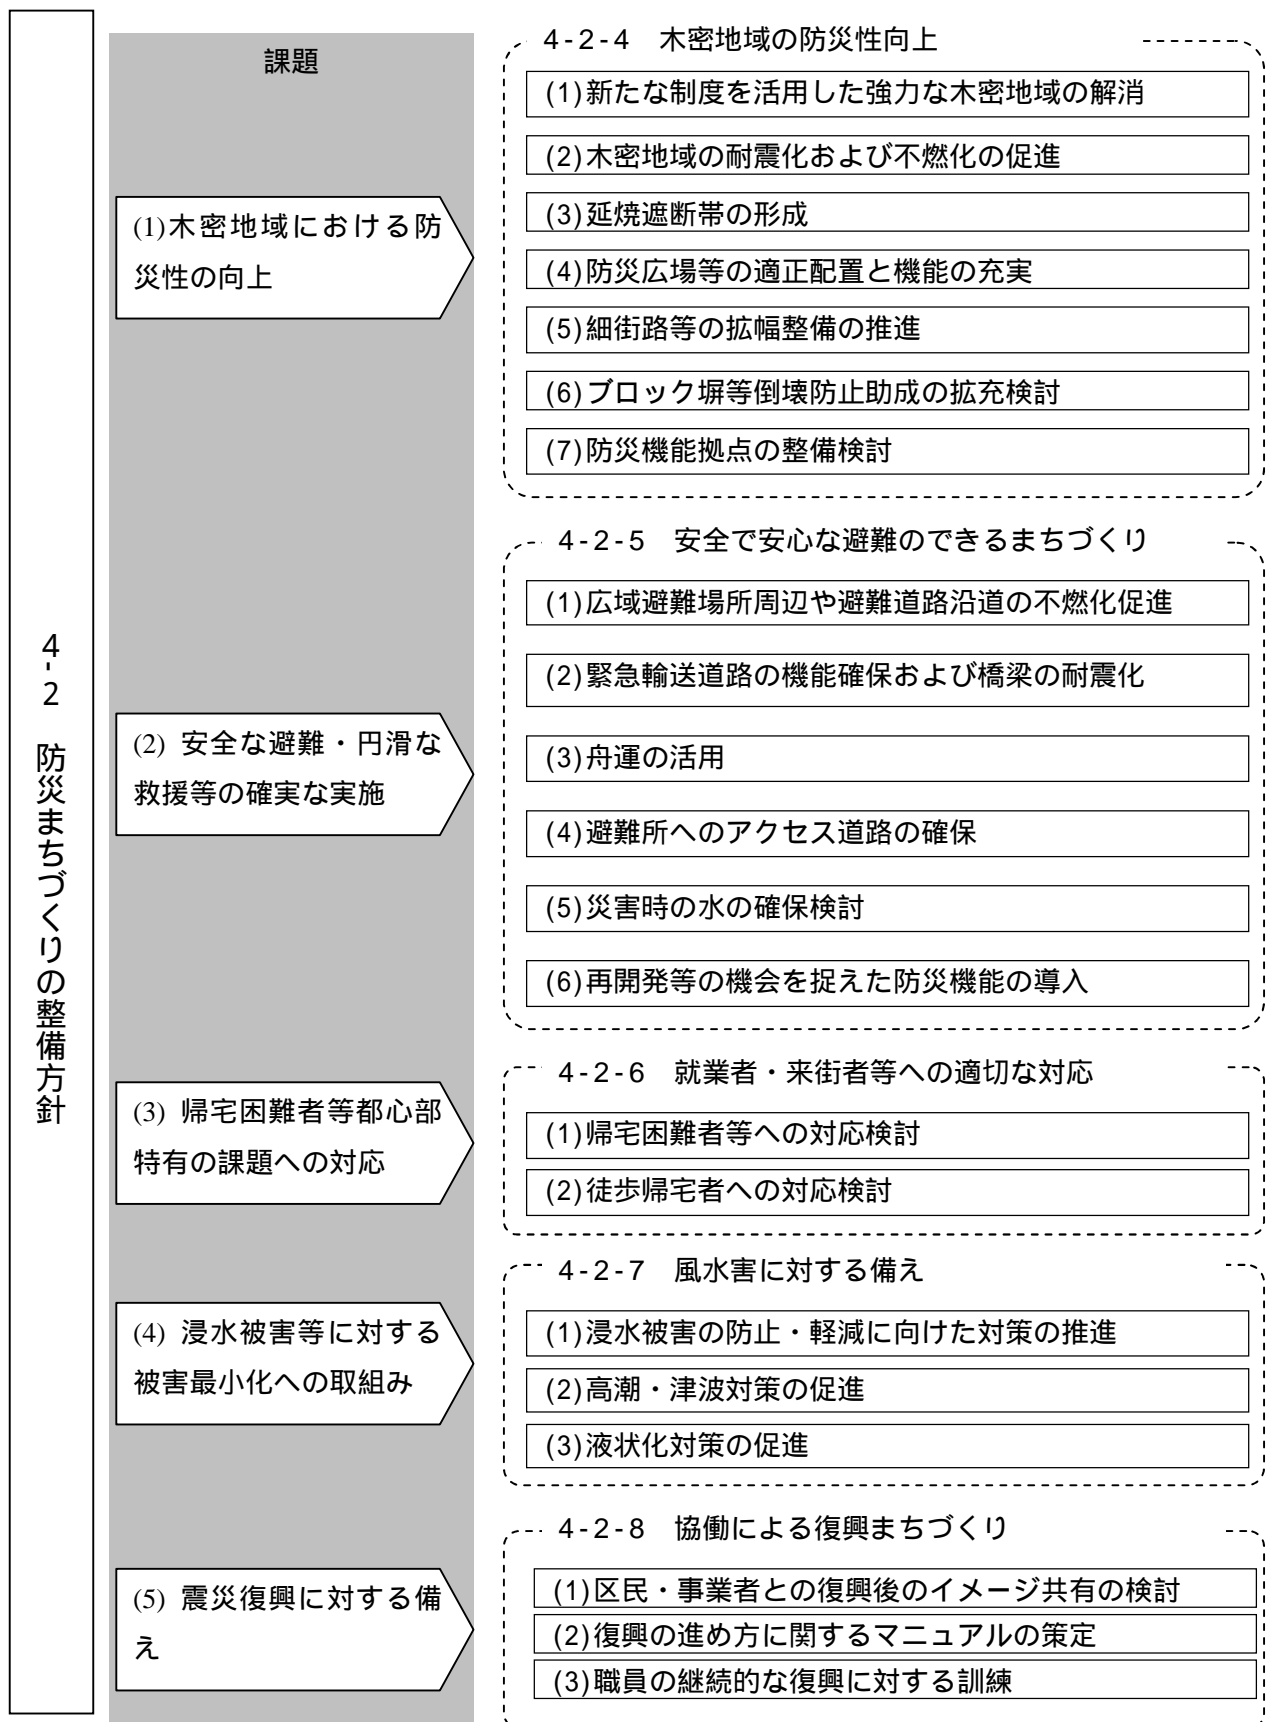 4-2 防災まちづくりの整備方針
課題
(1)木密地域における防
災性の向上
4-2-4 木密地域の防災性向上
(1)新たな制度を活用した強力な木密地域の解消
(2)木密地域の耐震化および不燃化の促進
(3)延焼遮断帯の形成
(4)防災広場等の適正配置と機能の充実
(5)細街路等の拡幅整備の推進
(6)ブロック塀等倒壊防止助成の拡充検討
(7)防災機能拠点の整備検討
(2) 安全な避難・円滑な
救援等の確実な実施
4-2-5 安全で安心な避難のできるまちづくり
(1)広域避難場所周辺や避難道路沿道の不燃化促進
(2)緊急輸送道路の機能確保および橋梁の耐震化
(3)舟運の活用
(4)避難所へのアクセス道路の確保
(5)災害時の水の確保検討
(6)再開発等の機会を捉えた防災機能の導入
(3) 帰宅困難者等都心部
特有の課題への対応
4-2-6 就業者・来街者等への適切な対応
(1)帰宅困難者等への対応検討
(2)徒歩帰宅者への対応検討
(4) 浸水被害等に対する
被害最小化への取組み
4-2-7 風水害に対する備え
(1)浸水被害の防止・軽減に向けた対策の推進
(2)高潮・津波対策の促進
(3)液状化対策の促進
(5) 震災復興に対する備
え
4-2-8 協働による復興まちづくり
(1)区民・事業者との復興後のイメージ共有の検討
(2)復興の進め方に関するマニュアルの策定
(3)職員の継続的な復興に対する訓練